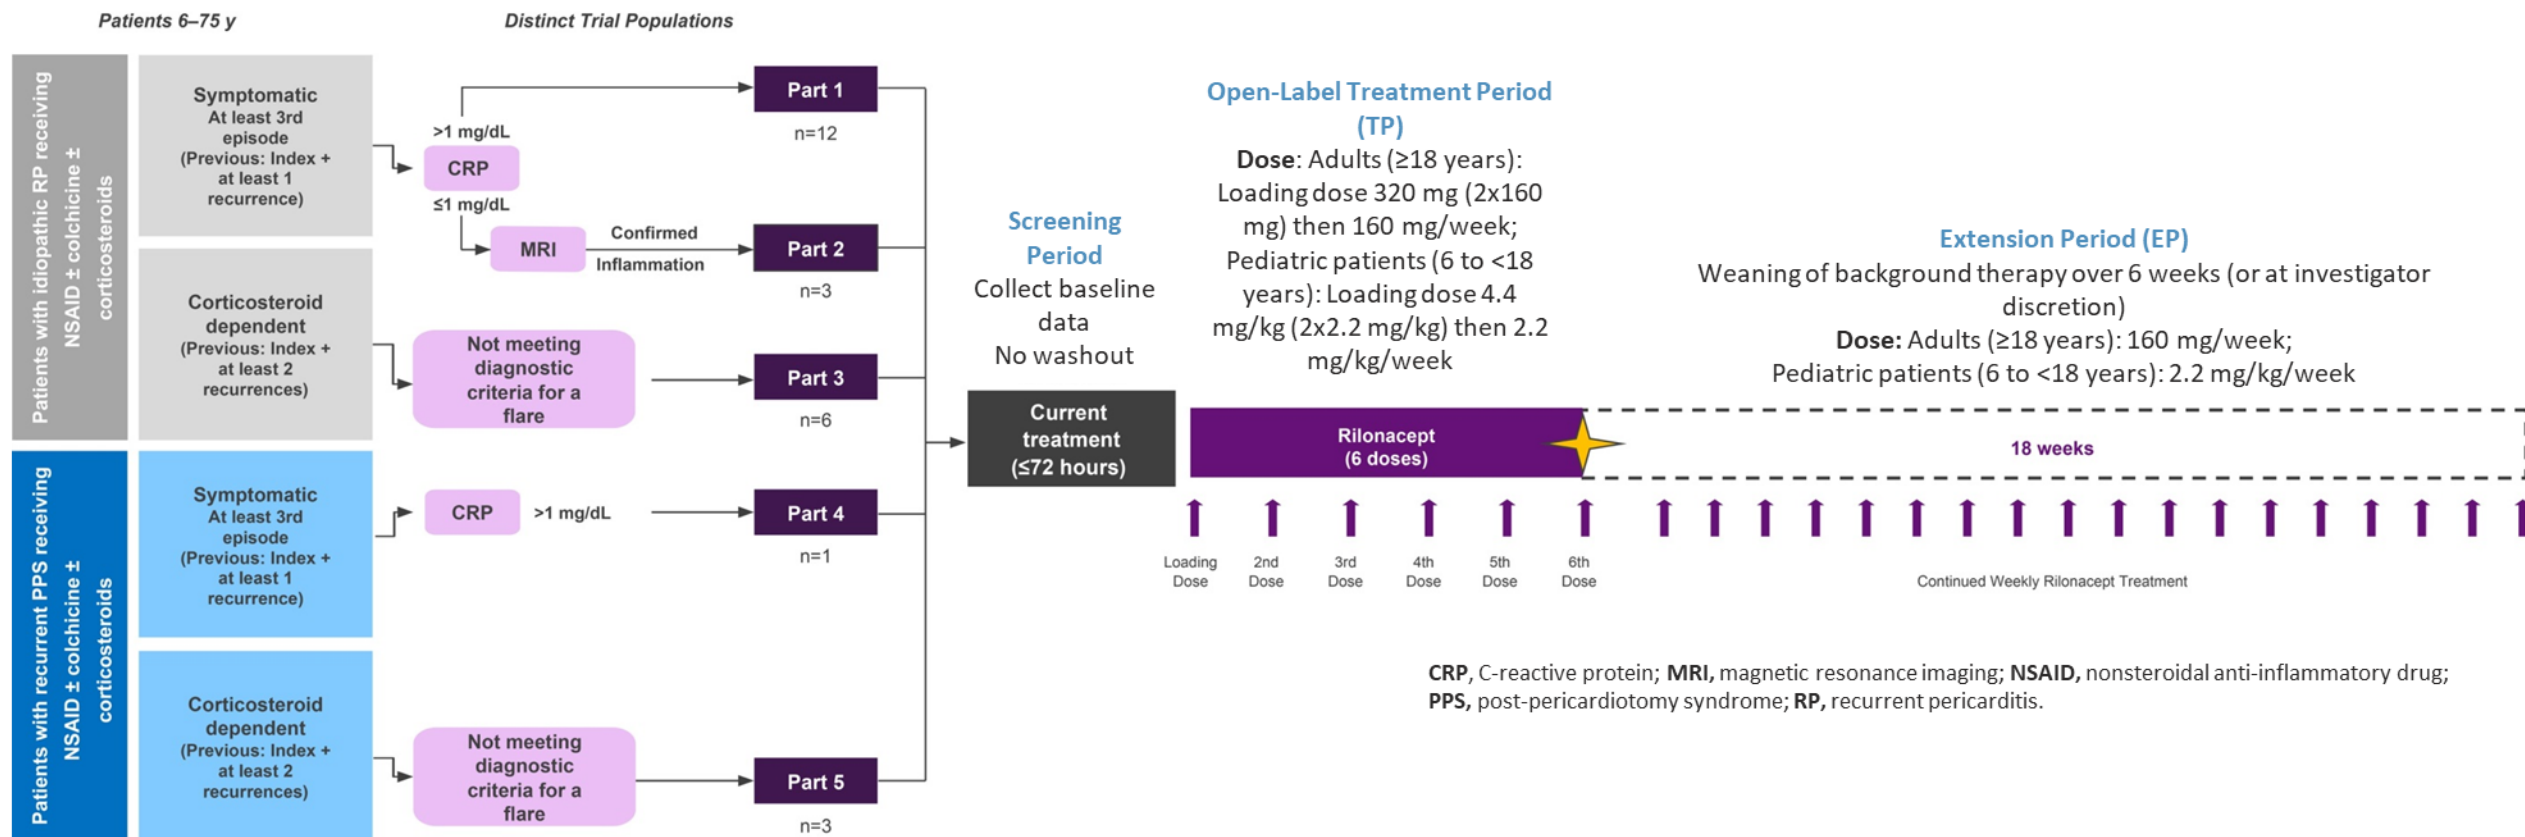 Patients 6–75 y
Distinct Trial Populations
Patients with idiopathic RP receiving
NSAID ± colchicine ±
corticosteroids
Symptomatic
At least 3rd
episode
(Previous: Index +
at least 1
recurrence)
>1 mg/dL
CRP
≤1 mg/dL
MRI
Confirmed
Inflammation
Part 1
n=12
Part 2
n=3
Corticosteroid
dependent
(Previous: Index +
at least 2
recurrences)
Not meeting
diagnostic
criteria for a
flare
Part 3
n=6
Patients with recurrent PPS receiving
NSAID ± colchicine ±
corticosteroids
Symptomatic
At least 3rd
episode
(Previous: Index +
at least 1
recurrence)
CRP
>1 mg/dL
Part 4
n=1
Corticosteroid
dependent
(Previous: Index +
at least 2
recurrences)
Not meeting
diagnostic
criteria for a
flare
Part 5
n=3
Screening
Period
Collect baseline
data
No washout
Current
treatment
(≤72 hours)
Open-Label Treatment Period
(TP)
Dose: Adults (≥18 years):
Loading dose 320 mg (2x160
mg) then 160 mg/week;
Pediatric patients (6 to <18
years): Loading dose 4.4
mg/kg (2x2.2 mg/kg) then 2.2
mg/kg/week
Rilonacept
(6 doses)
Loading
Dose
2nd
Dose
3rd
Dose
4th
Dose
5th
Dose
6th
Dose
Extension Period (EP)
Weaning of background therapy over 6 weeks (or at investigator
discretion)
Dose: Adults (≥18 years): 160 mg/week;
Pediatric patients (6 to <18 years): 2.2 mg/kg/week
18 weeks
Continued Weekly Rilonacept Treatment
CRP, C-reactive protein; MRI, magnetic resonance imaging; NSAID, nonsteroidal anti-inflammatory drug;
PPS, post-pericardiotomy syndrome; RP, recurrent pericarditis.